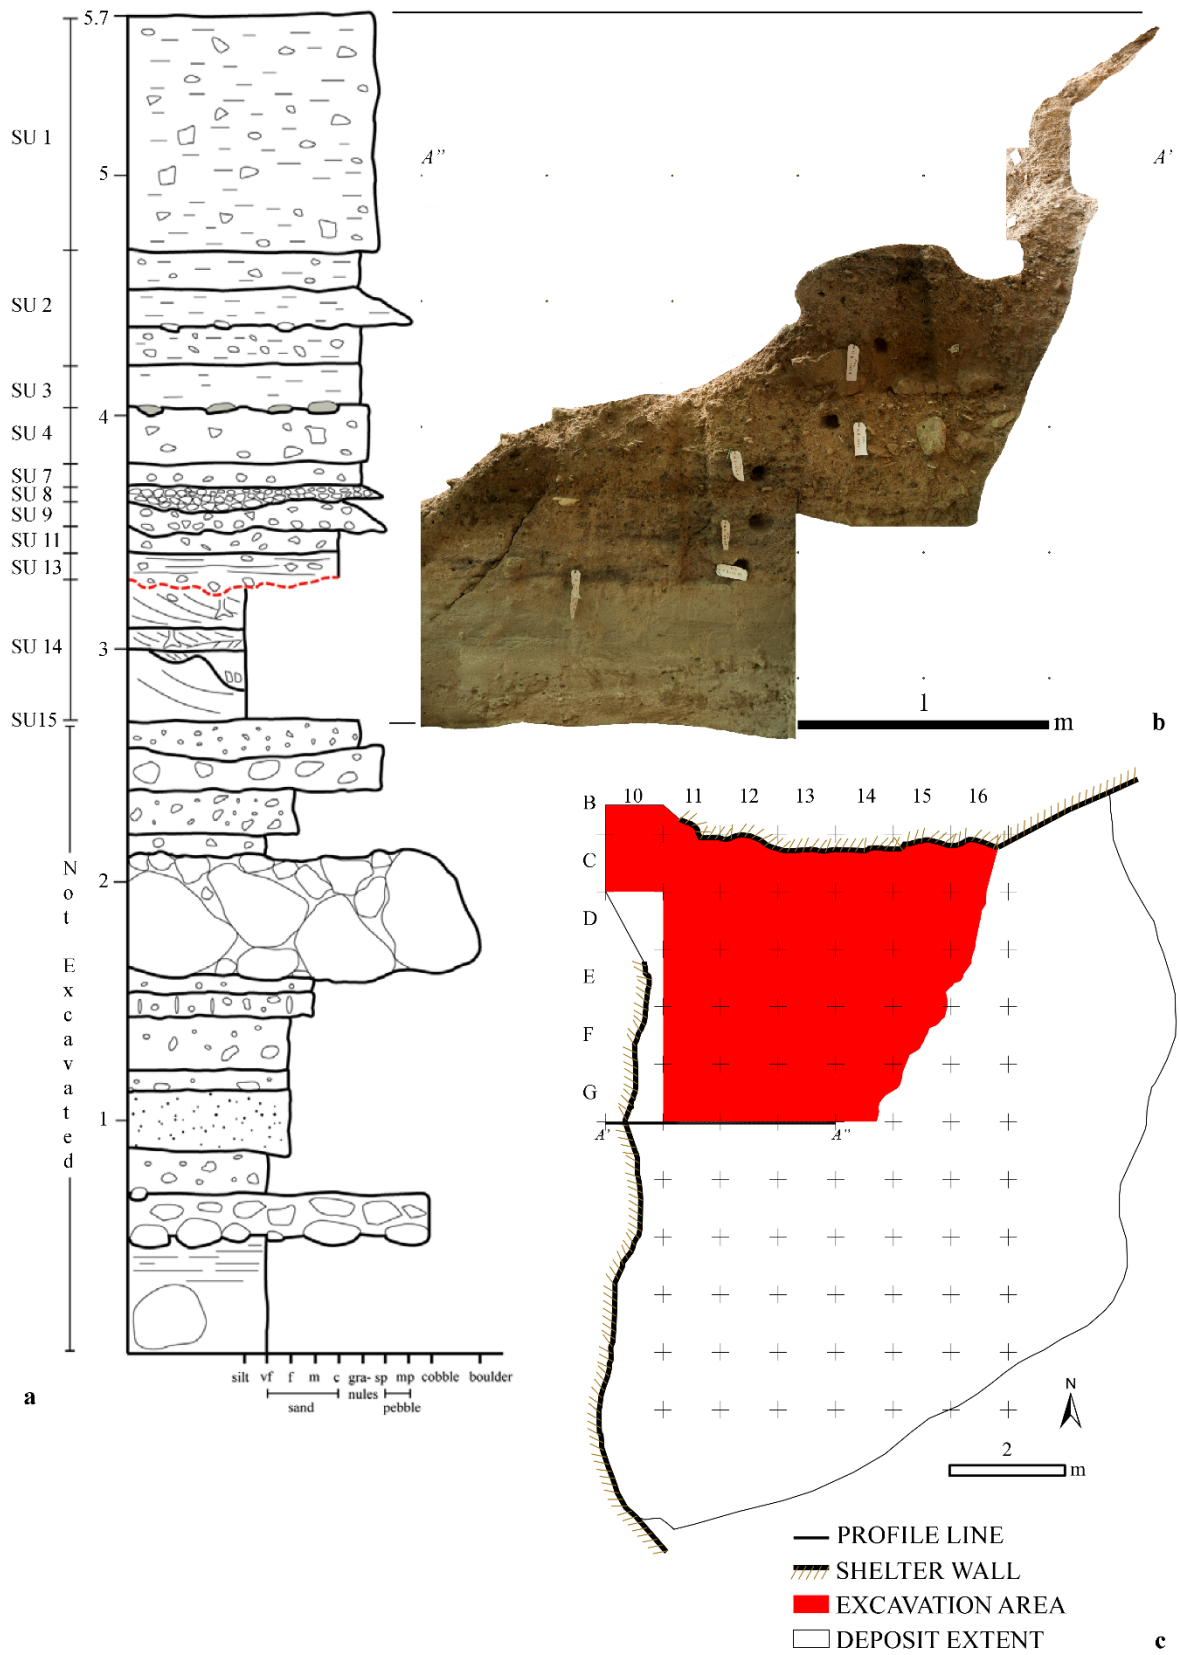 5.7
SU 1
5
SU 2
SU 3
4
SU 4
SU 7
SU 8
SU 9
SU 11
SU 13
SU 14
3
SU15
Not Excavated
2
1
silt vf f m c gra-nules sp mp cobble boulder
sand
pebble
a
A’’
A’
1
m
b
10 11 12 13 14 15 16
B
C
D
E
F
G
A’
A’’
N
2
m
PROFILE LINE
SHELTER WALL
EXCAVATION AREA
DEPOSIT EXTENT
c